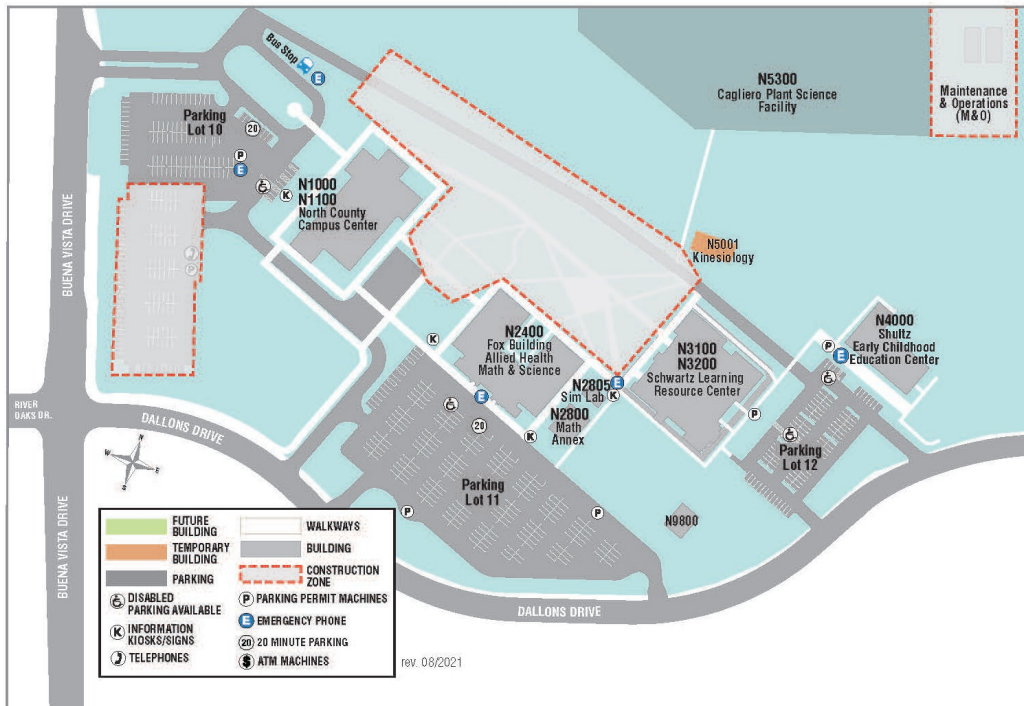 Bus Stop
E
Parking
Lot 10
20
P
E
K
N1000
N1100
North County
Campus Center
N5300
Cagliero Plant Science
Facility
Maintenance
& Operations
(M&O)
N5001
Kinesiology
P
BUENA VISTA DRIVE
N2400
Fox Building
Allied Health
Math & Science
K
N2805
Sim Lab
E
K
N2800
Math
Annex
N3100
N3200
Schwartz Learning
Resource Center
N4000
Shultz
Early Childhood
Education Center
P
E
P
E
20
K
Parking
Lot 12
RIVER
OAKS DR.
DALLONS DRIVE
N
W
E
S
Parking
Lot 11
P
P
N9800
BUENA VISTA DRIVE
DALLONS DRIVE
FUTURE
BUILDING
TEMPORARY
BUILDING
PARKING
DISABLED
PARKING AVAILABLE
K INFORMATION
KIOSKS/SIGNS
TELEPHONES
WALKWAYS
BUILDING
CONSTRUCTION
ZONE
P PARKING PERMIT MACHINES
E EMERGENCY PHONE
20 20 MINUTE PARKING
$ ATM MACHINES
rev. 08/2021